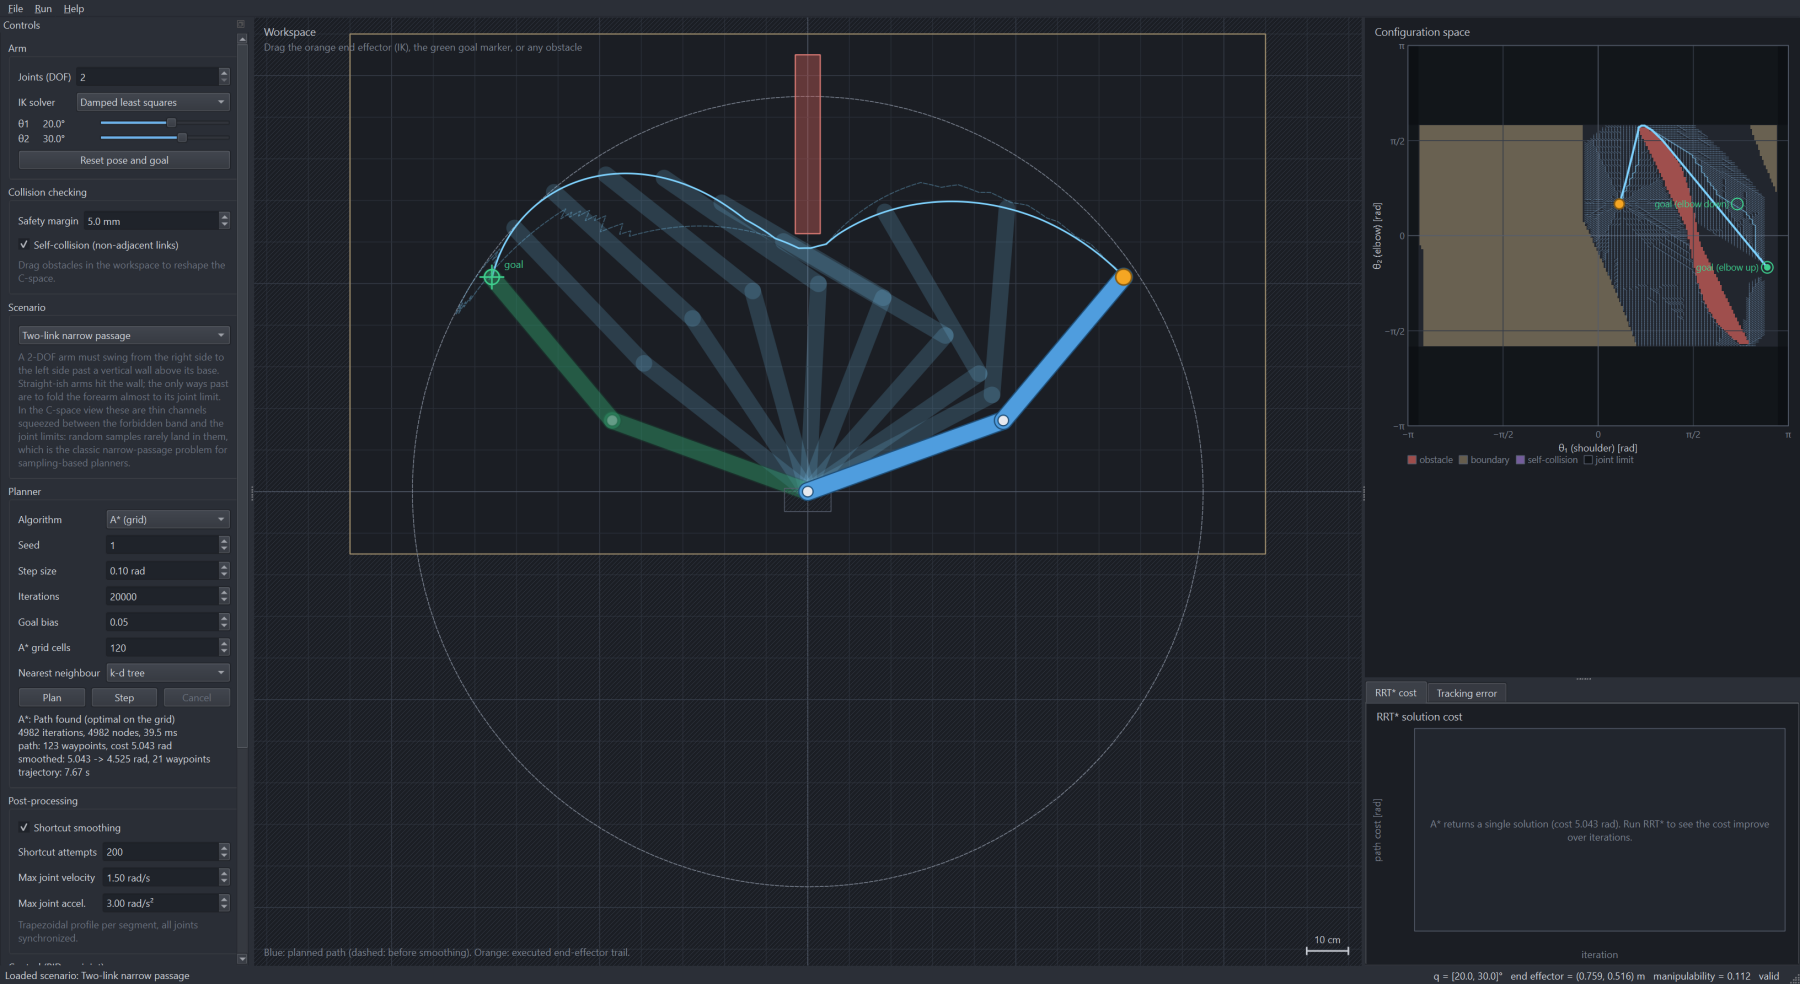 File Run Help
Controls
Arm
Joints (DOF) 2
IK solver Damped least squares
θ1 20.0°
θ2 30.0°
Reset pose and goal
Collision checking
Safety margin 5.0 mm
Self-collision (non-adjacent links)
Drag obstacles in the workspace to reshape the
C-space.
Scenario
Two-link narrow passage
A 2-DOF arm must swing from the right side to
the left side past a vertical wall above its base.
Straight-ish arms hit the wall; the only ways past
are to fold the forearm almost to its joint limit.
In the C-space view these are thin channels
squeezed between the forbidden band and the
joint limits: random samples rarely land in them,
which is the classic narrow-passage problem for
sampling-based planners.
Planner
Algorithm A* (grid)
Seed 1
Step size 0.10 rad
Iterations 20000
Goal bias 0.05
A* grid cells 120
Nearest neighbour k-d tree
Plan Step Cancel
A*: Path found (optimal on the grid)
4982 iterations, 4982 nodes, 39.5 ms
path: 123 waypoints, cost 5.043 rad
smoothed: 5.043 -> 4.525 rad, 21 waypoints
trajectory: 7.67 s
Post-processing
Shortcut smoothing
Shortcut attempts 200
Max joint velocity 1.50 rad/s
Max joint accel. 3.00 rad/s²
Trapezoidal profile per segment, all joints
synchronized.
Loaded scenario: Two-link narrow passage
Workspace
Drag the orange end effector (IK), the green goal marker, or any obstacle
goal
10 cm
Blue: planned path (dashed: before smoothing). Orange: executed end-effector trail.
Configuration space
π
π/2
0
−π/2
−π
θ₂ (elbow) [rad]
goal (elbow down)
goal (elbow up)
−π −π/2 0 π/2 π
θ₁ (shoulder) [rad]
obstacle boundary self-collision joint limit
RRT* cost Tracking error
RRT* solution cost
path cost [rad]
A* returns a single solution (cost 5.043 rad). Run RRT* to see the cost improve
over iterations.
iteration
q = [20.0, 30.0]° end effector = (0.759, 0.516) m manipulability = 0.112 valid